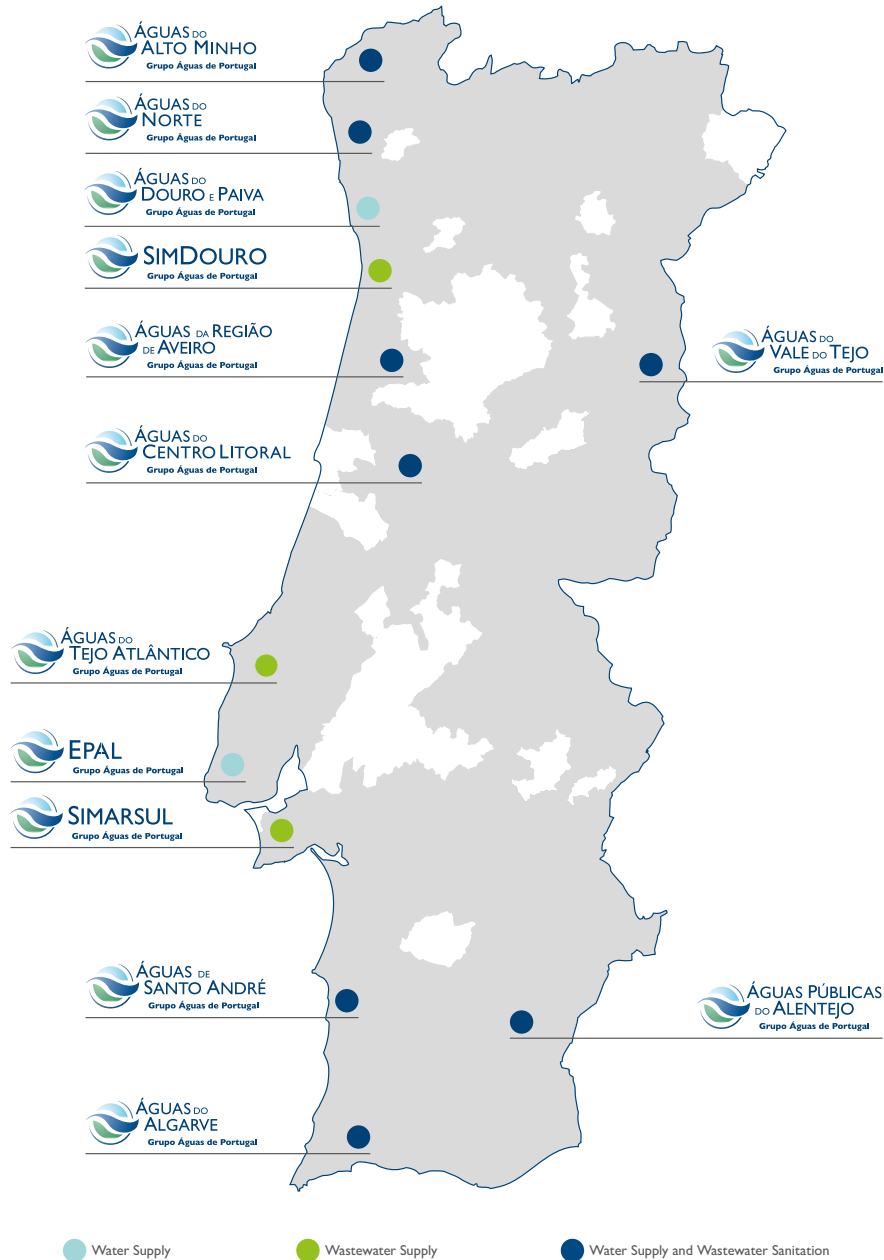 ÁGUAS DO
ALTO MINHO
Grupo Águas de Portugal
ÁGUAS DO
NORTE
Grupo Águas de Portugal
ÁGUAS DO
DOURO E PAIVA
Grupo Águas de Portugal
SIMDOURO
Grupo Águas de Portugal
ÁGUAS DA REGIÃO
DE AVEIRO
Grupo Águas de Portugal
ÁGUAS DO
VALE DO TEJO
Grupo Águas de Portugal
ÁGUAS DO
CENTRO LITORAL
Grupo Águas de Portugal
ÁGUAS DO
TEJO ATLÂNTICO
Grupo Águas de Portugal
EPAL
Grupo Águas de Portugal
SIMARSUL
Grupo Águas de Portugal
ÁGUAS DE
SANTO ANDRÉ
Grupo Águas de Portugal
ÁGUAS PÚBLICAS
DO ALENTEJO
Grupo Águas de Portugal
ÁGUAS DO
ALGARVE
Grupo Águas de Portugal
Water Supply
Wastewater Supply
Water Supply and Wastewater Sanitation